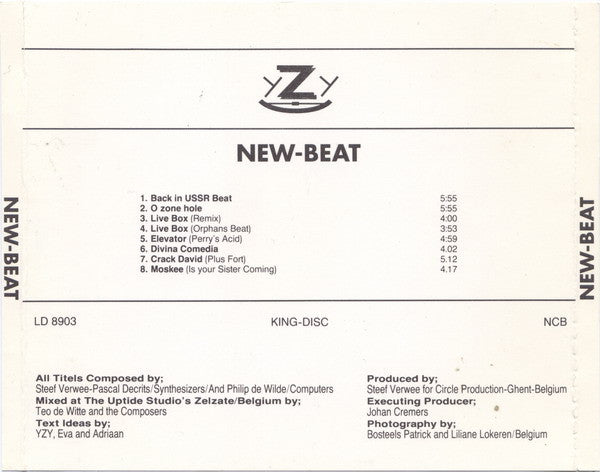 yZy
NEW-BEAT
1. Back in USSR Beat 5:55
2. O zone hole 5:55
3. Live Box (Remix) 4:00
4. Live Box (Orphans Beat) 3:53
5. Elevator (Perry's Acid) 4:59
6. Divina Comedia 4.02
7. Crack David (Plus Fort) 5.12
8. Moskee (Is your Sister Coming) 4.17
NEW-BEAT
NEW-BEAT
LD 8903 KING-DISC NCB
All Titels Composed by;
Steef Verwee-Pascal Decrits/Synthesizers/And Philip de Wilde/Computers
Mixed at The Uptide Studio's Zelzate/Belgium by;
Teo de Witte and the Composers
Text Ideas by;
YZY, Eva and Adriaan
Produced by;
Steef Verwee for Circle Production-Ghent-Belgium
Executing Producer;
Johan Cremers
Photography by;
Bosteels Patrick and Liliane Lokeren/Belgium